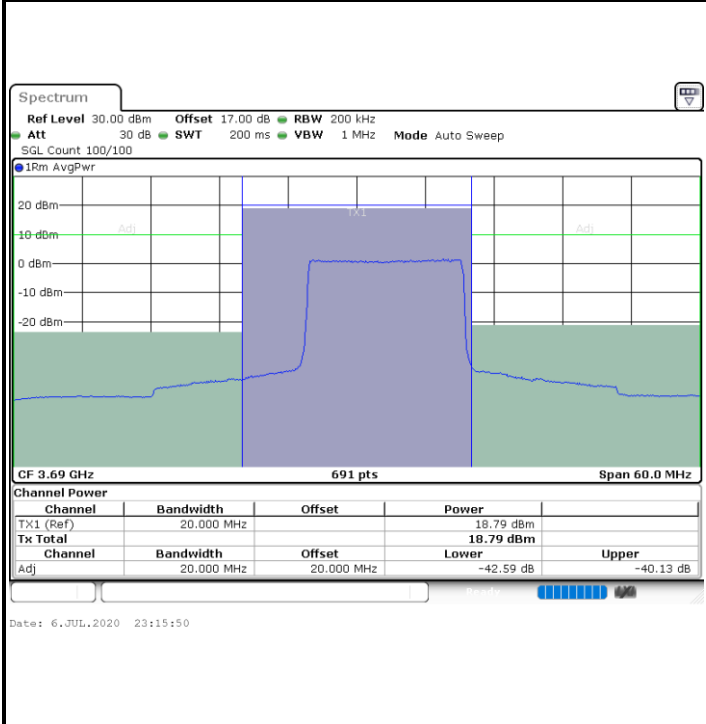 Spectrum
Ref Level 30.00 dBm Offset 17.00 dB RBW 200 kHz
Att 30 dB SWT 200 ms VBW 1 MHz Mode Auto Sweep
SGL Count 100/100
1Rm AvgPwr
20 dBm
TX1
Adj Adj
10 dBm
0 dBm
-10 dBm
-20 dBm
CF 3.69 GHz 691 pts Span 60.0 MHz
Channel Power
Channel Bandwidth Offset Power
TX1 (Ref) 20.000 MHz 18.79 dBm
Tx Total 18.79 dBm
Channel Bandwidth Offset Lower Upper
Adj 20.000 MHz 20.000 MHz -42.59 dB -40.13 dB
Ready
Date: 6.JUL.2020 23:15:50